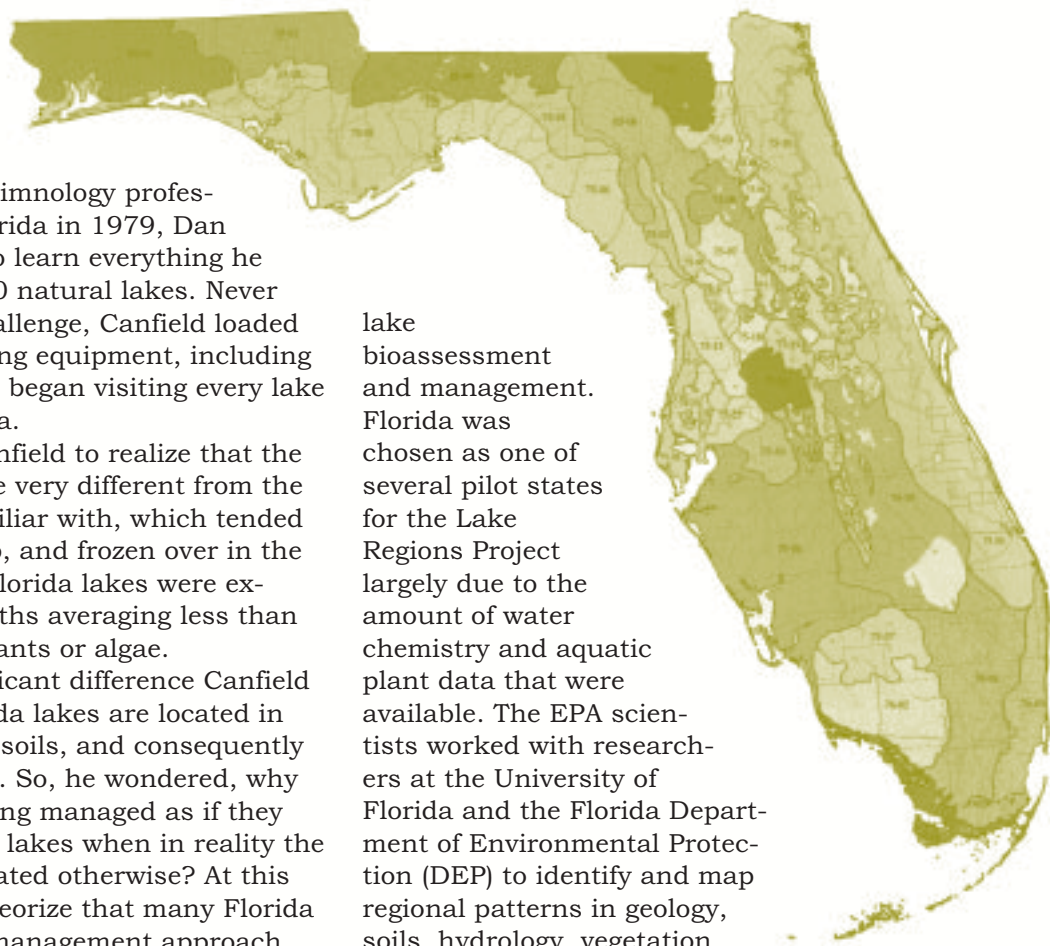 imnology profes-
rida in 1979, Dan
o learn everything he
0 natural lakes. Never
allenge, Canfield loaded
ng equipment, including
began visiting every lake
a.
nfield to realize that the
e very different from the
iliar with, which tended
o, and frozen over in the
lorida lakes were ex-
ths averaging less than
ants or algae.
icant difference Canfield
da lakes are located in
soils, and consequently
. So, he wondered, why
ng managed as if they
lakes when in reality the
ated otherwise? At this
eorize that many Florida
management approach
lake
bioassessment
and management.
Florida was
chosen as one of
several pilot states
for the Lake
Regions Project
largely due to the
amount of water
chemistry and aquatic
plant data that were
available. The EPA scien-
tists worked with research-
ers at the University of
Florida and the Florida Depart-
ment of Environmental Protec-
tion (DEP) to identify and map
regional patterns in geology,
soils, hydrology, vegetation